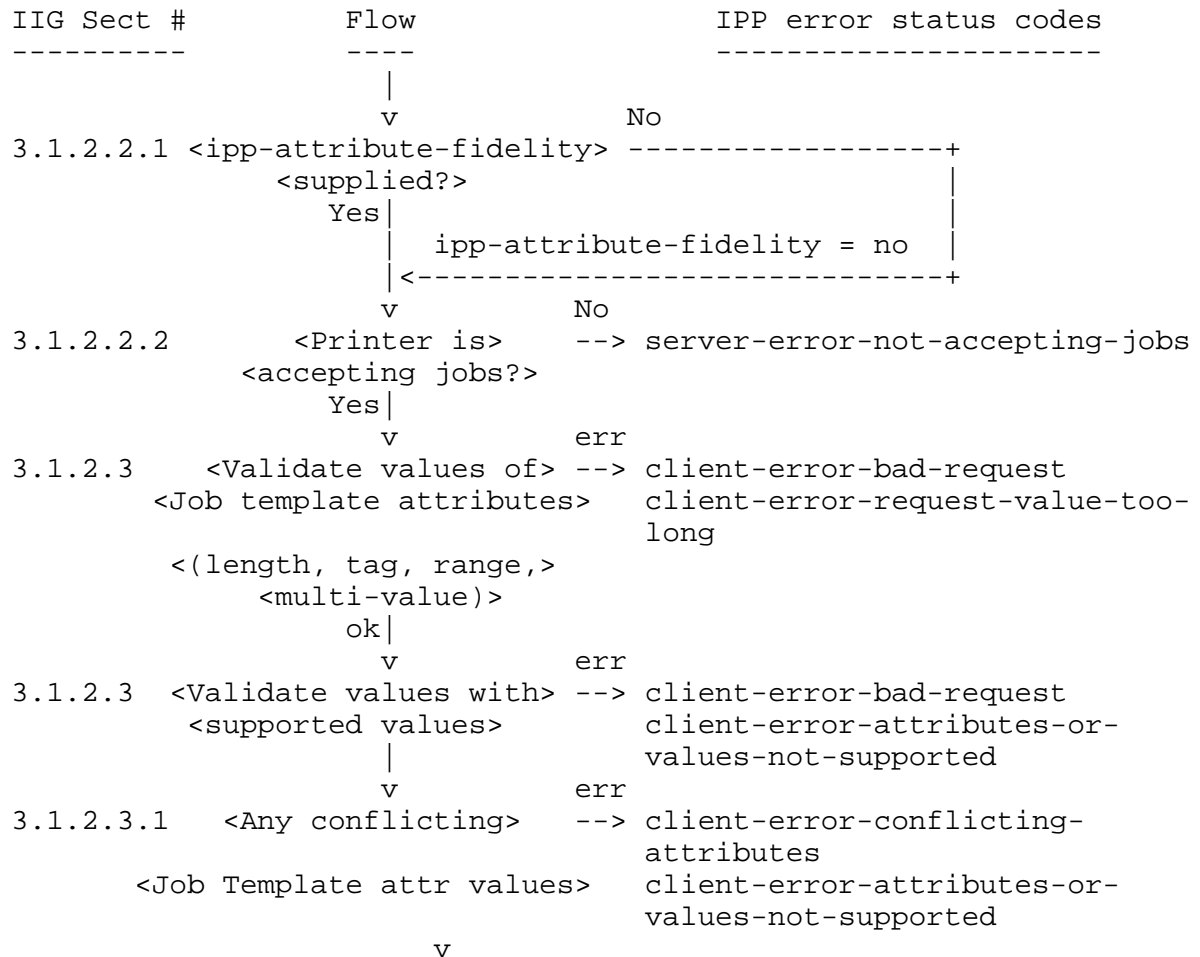 IIG Sect #          Flow                  IPP error status codes
----------          ----                  ----------------------
                      |
                      v             No
3.1.2.2.1 <ipp-attribute-fidelity> ------------------+
               <supplied?>                           |
                  Yes|                                |
                      |  ipp-attribute-fidelity = no  |
                      |<------------------------------+
                      v          No
3.1.2.2.2       <Printer is>    --> server-error-not-accepting-jobs
             <accepting jobs?>
                  Yes|
                      v          err
3.1.2.3    <Validate values of> --> client-error-bad-request
        <Job template attributes>   client-error-request-value-too-
                                    long
         <(length, tag, range,>
              <multi-value)>
                   ok|
                      v          err
3.1.2.3  <Validate values with> --> client-error-bad-request
          <supported values>        client-error-attributes-or-
                      |             values-not-supported
                      v          err
3.1.2.3.1   <Any conflicting>   --> client-error-conflicting-
                                    attributes
       <Job Template attr values>   client-error-attributes-or-
                                    values-not-supported
                        v